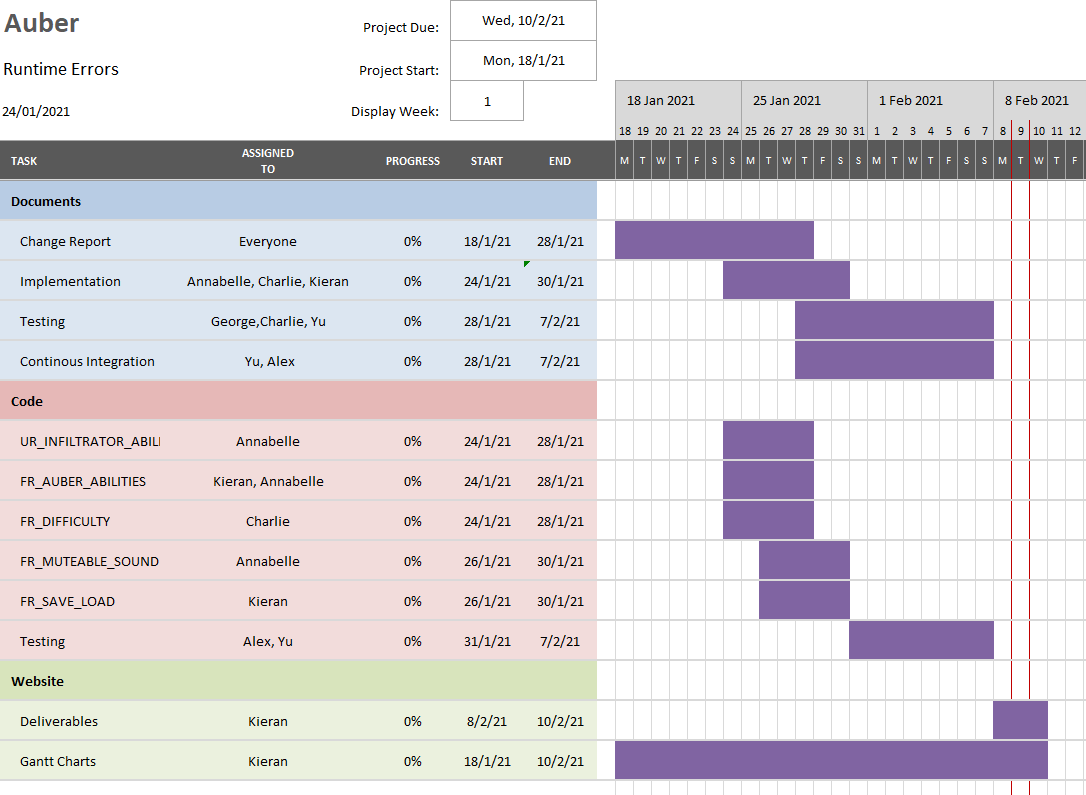 Auber
Project Due: Wed, 10/2/21
Runtime Errors
Project Start: Mon, 18/1/21
24/01/2021
Display Week: 1
18 Jan 2021 25 Jan 2021 1 Feb 2021 8 Feb 2021
18 19 20 21 22 23 24 25 26 27 28 29 30 31 1 2 3 4 5 6 7 8 9 10 11 12
TASK ASSIGNED TO PROGRESS START END M T W T F S S M T W T F S S M T W T F S S M T W T F
Documents
Change Report Everyone 0% 18/1/21 28/1/21
Implementation Annabelle, Charlie, Kieran 0% 24/1/21 30/1/21
Testing George,Charlie, Yu 0% 28/1/21 7/2/21
Continous Integration Yu, Alex 0% 28/1/21 7/2/21
Code
UR_INFILTRATOR_ABIL Annabelle 0% 24/1/21 28/1/21
FR_AUBER_ABILITIES Kieran, Annabelle 0% 24/1/21 28/1/21
FR_DIFFICULTY Charlie 0% 24/1/21 28/1/21
FR_MUTEABLE_SOUND Annabelle 0% 26/1/21 30/1/21
FR_SAVE_LOAD Kieran 0% 26/1/21 30/1/21
Testing Alex, Yu 0% 31/1/21 7/2/21
Website
Deliverables Kieran 0% 8/2/21 10/2/21
Gantt Charts Kieran 0% 18/1/21 10/2/21